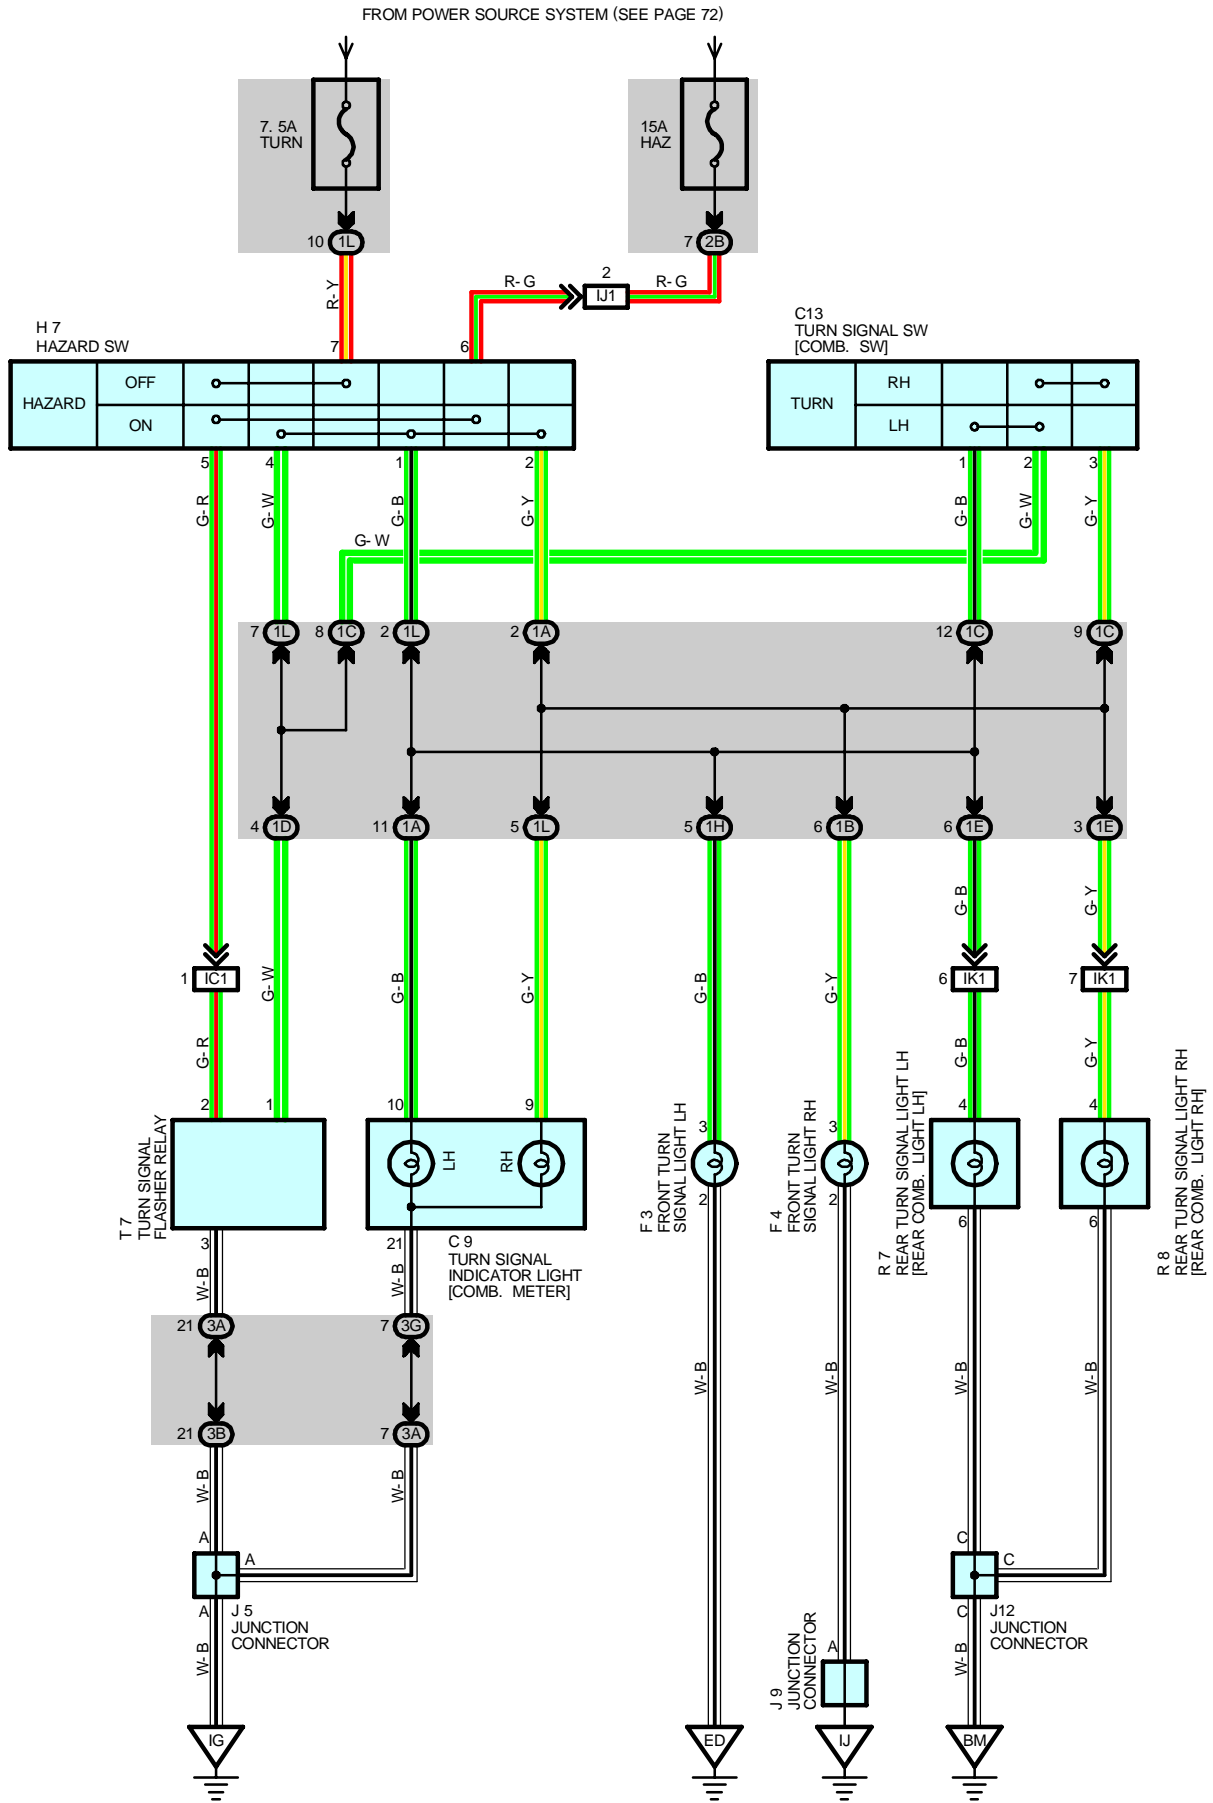 FROM POWER SOURCE SYSTEM (SEE PAGE 72)
7. 5A
TURN
15A
HAZ
10 1L
7 2B
R- Y
R- G
2
IJ1
R- G
H 7
HAZARD SW
7
6
C13
TURN SIGNAL SW
[COMB. SW]
HAZARD
OFF
ON
TURN
RH
LH
5
4
1
2
1
2
3
G- R
G- W
G- B
G- Y
G- B
G- W
G- Y
G- W
7 1L
8 1C
2 1L
2 1A
12 1C
9 1C
4 1D
11 1A
5 1L
5 1H
6 1B
6 1E
3 1E
G- B
G- Y
1 IC1
G- W
G- B
G- Y
G- B
G- Y
6 IK1
7 IK1
G- R
G- B
G- Y
2
1
10
9
3
3
4
4
LH
RH
T 7
TURN SIGNAL
FLASHER RELAY
C 9
TURN SIGNAL
INDICATOR LIGHT
[COMB. METER]
F 3
FRONT TURN
SIGNAL LIGHT LH
F 4
FRONT TURN
SIGNAL LIGHT RH
R 7
REAR TURN SIGNAL LIGHT LH
[REAR COMB. LIGHT LH]
R 8
REAR TURN SIGNAL LIGHT RH
[REAR COMB. LIGHT RH]
3
21
2
2
6
6
W- B
W- B
21 3A
7 3G
W- B
W- B
W- B
W- B
21 3B
7 3A
W- B
W- B
A
A
A
J 5
JUNCTION
CONNECTOR
W- B
J 9
JUNCTION
CONNECTOR
A
C
C
C
J12
JUNCTION
CONNECTOR
W- B
IG
ED
IJ
BM